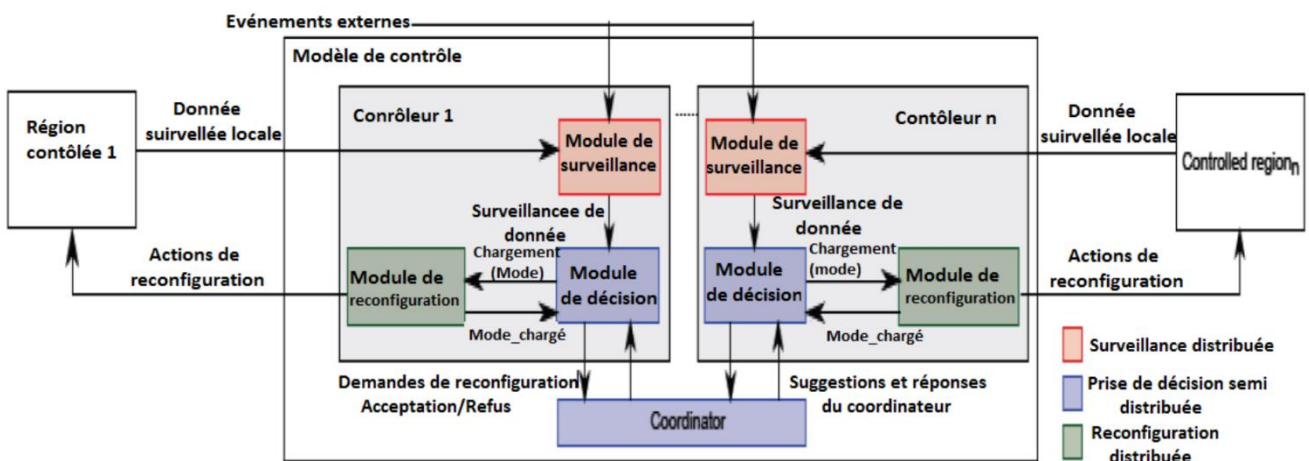 Evénements externes
Modèle de contrôle
Région
contôlée 1
Donnée
suirvellée locale
Conrôleur 1
Module de
surveillance
Module de
surveillance
Contôleur n
Donnée
suirvellée locale
Controlled regionn
Surveillancee de
donnée
Surveillance de
donnée
Actions de
reconfiguration
Module de
reconfiguration
Chargement
(Mode)
Module
de décision
Mode_chargé
Module
de décision
Chargement
(mode)
Module de
reconfiguration
Mode_chargé
Actions de
reconfiguration
Demandes de reconfiguration
Acceptation/Refus
Suggestions et réponses
du coordinateur
Coordinator
Surveillance distribuée
Prise de décision semi
distribuée
Reconfiguration
distribuée